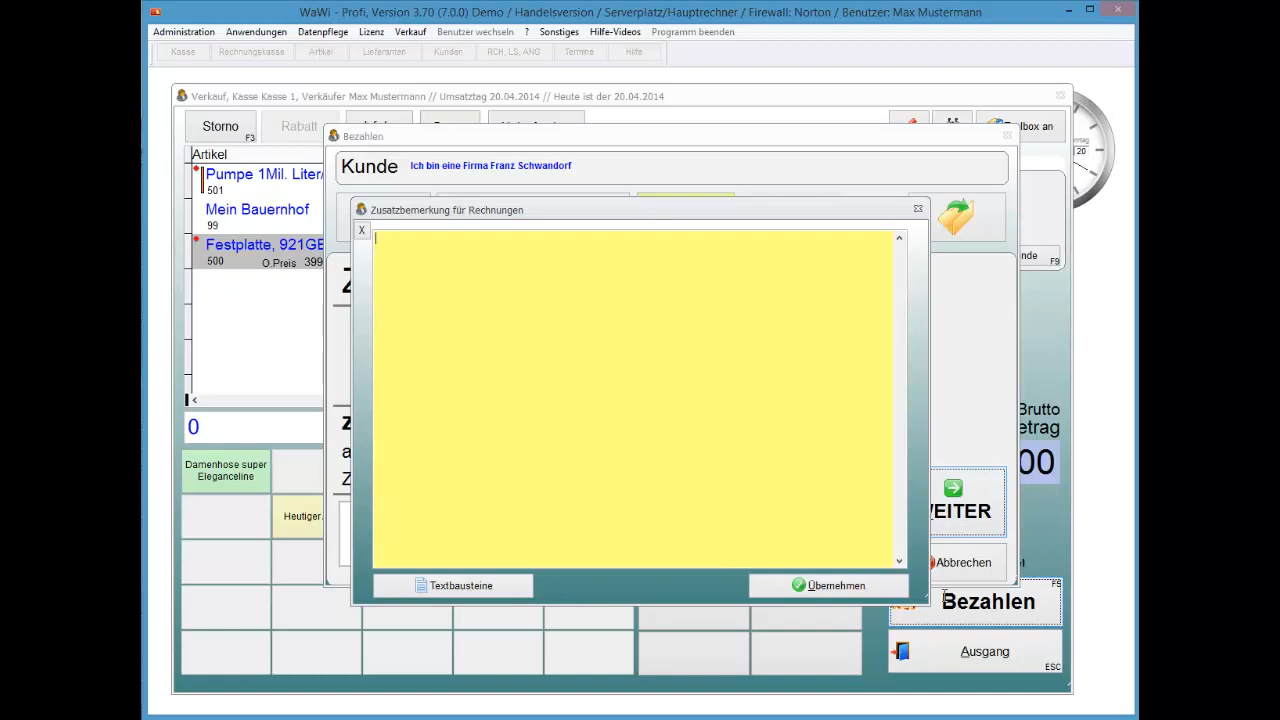 WaWi - Profi, Version 3.70 (7.0.0) Demo / Handelsversion / Serverplatz/Hauptrechner / Firewall: Norton / Benutzer: Max Mustermann
Administration Anwendungen Datenpflege Lizenz Verkauf Benutzer wechseln ? Sonstiges Hilfe-Videos Programm beenden
Kasse Rechnungskasse Artikel Lieferanten Kunden RCH, LS, ANG Termine Hilfe
Verkauf, Kasse Kasse 1, Verkäufer Max Mustermann // Umsatztag 20.04.2014 // Heute ist der 20.04.2014
Storno
F3
Rabatt
an
20
Bezahlen
Kunde Ich bin eine Firma Franz Schwandorf
Artikel
Pumpe 1Mil. Liter/
501
Mein Bauernhof
99
Festplatte, 921GE
500 O.Preis 399
Zusatzbemerkung für Rechnungen
X
F9
0
Brutto
00
Damenhose super
Eleganceline
Heutiger
Abbrechen
Textbausteine
Übernehmen
F5
Bezahlen
Ausgang
ESC